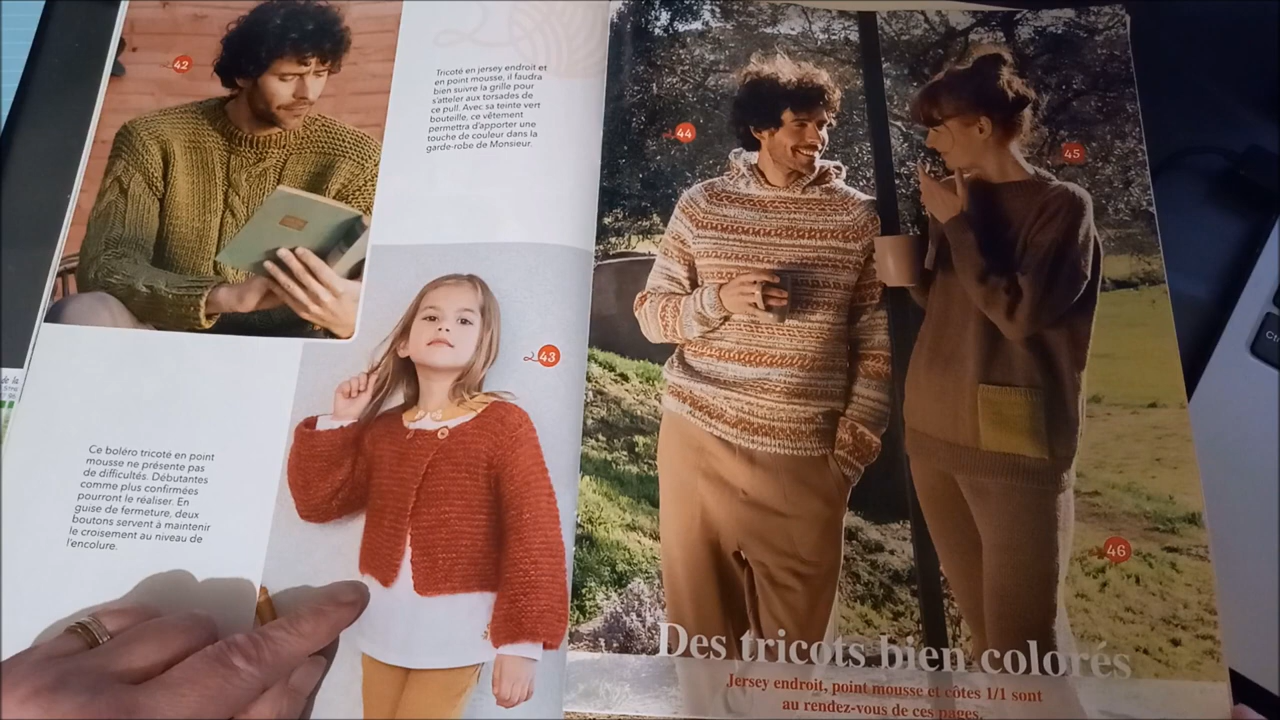 42
Tricoté en jersey endroit et
en point mousse, il faudra
bien suivre la grille pour
s'atteler aux torsades de
ce pull. Avec sa teinte vert
bouteille, ce vêtement
permettra d'apporter une
touche de couleur dans la
garde-robe de Monsieur.
43
Ce boléro tricoté en point
mousse ne présente pas
de difficultés. Débutantes
comme plus confirmées
pourront le réaliser. En
guise de fermeture, deux
boutons servent à maintenir
le croisement au niveau de
l'encolure.
44
45
46
Des tricots bien colorés
Jersey endroit, point mousse et côtes 1/1 sont
au rendez-vous de ces pages.
de la